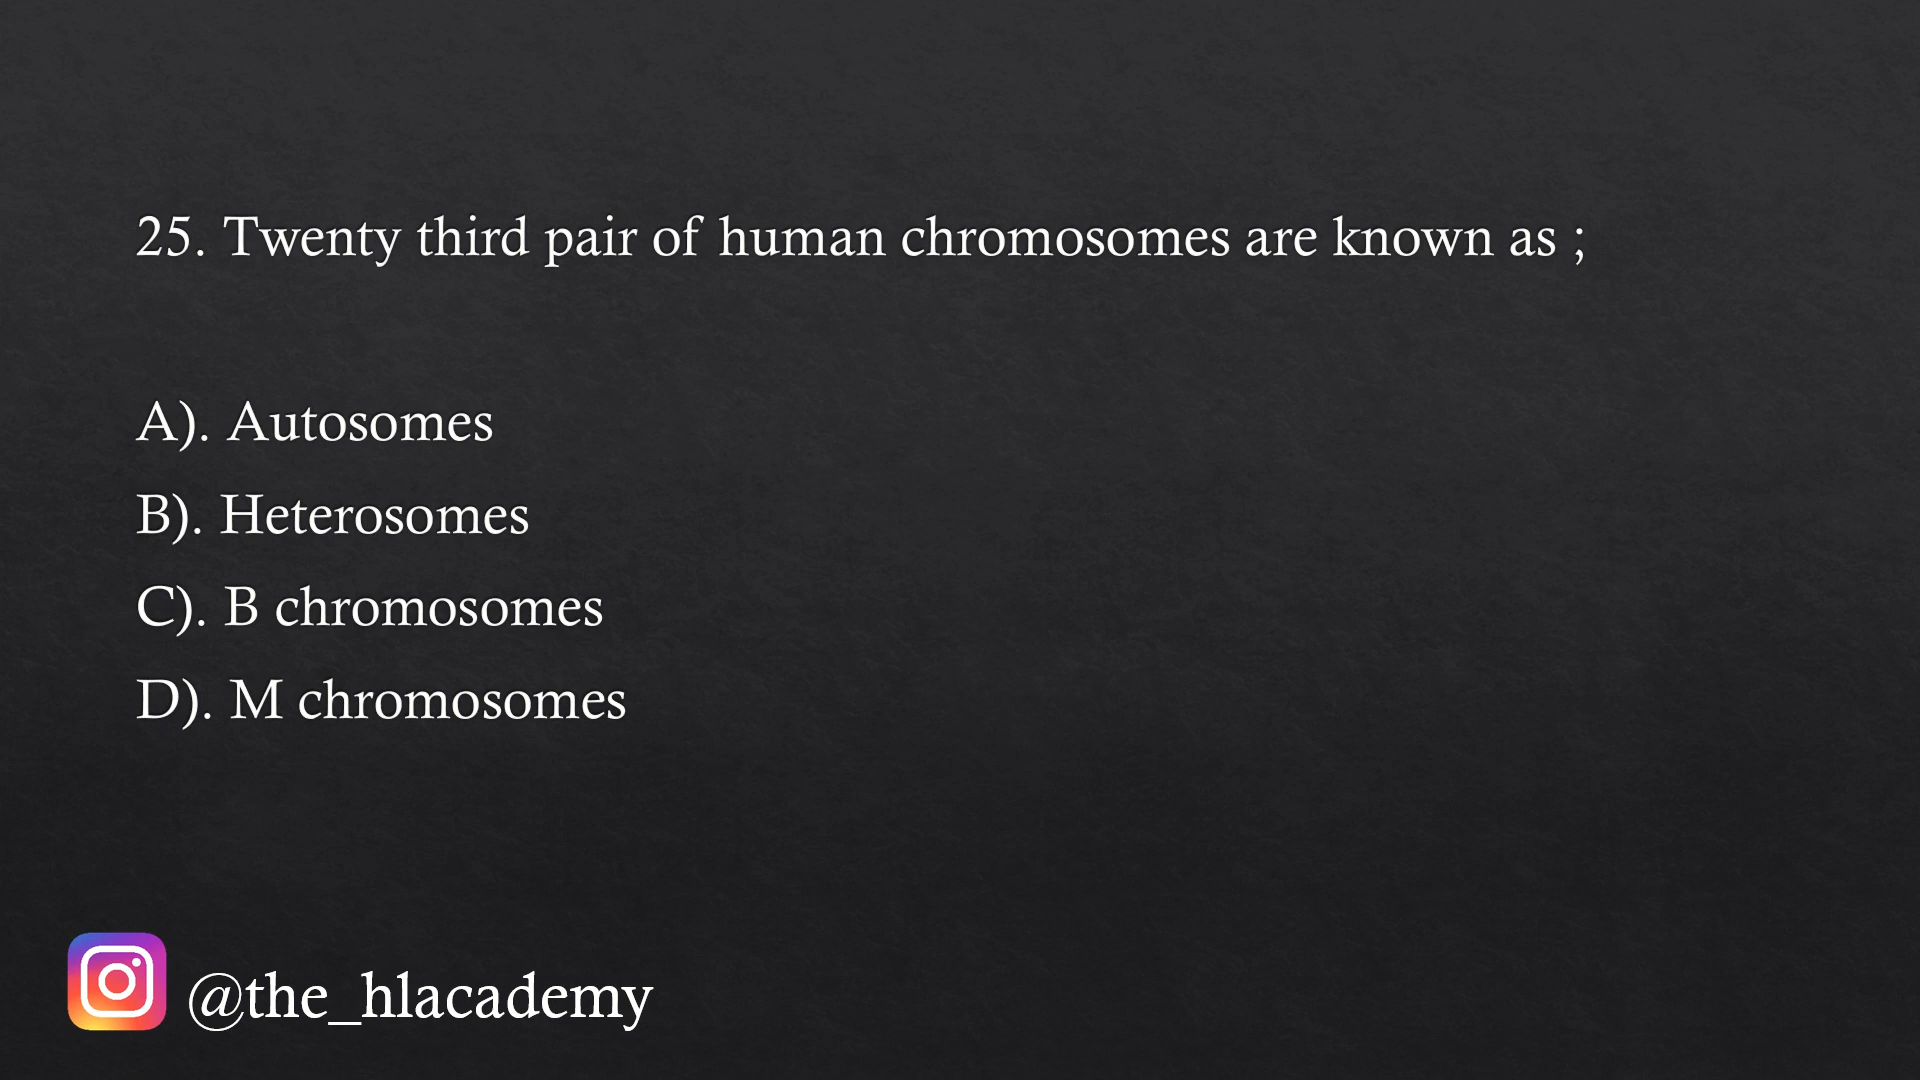 25. Twenty third pair of human chromosomes are known as ;
A). Autosomes
B). Heterosomes
C). B chromosomes
D). M chromosomes
@the_hlacademy